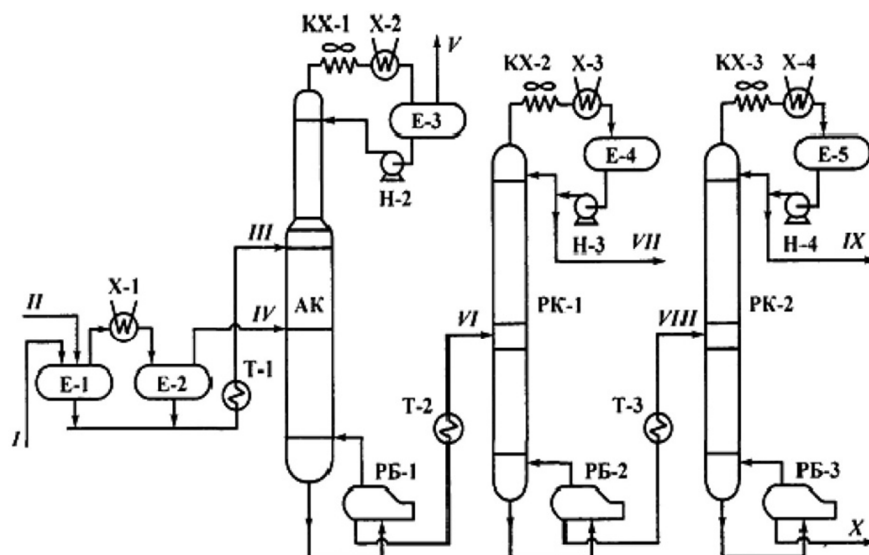 КХ-1
Х-2
V
Е-3
Н-2
КХ-2
Х-3
Е-4
Н-3
VII
КХ-3
Х-4
Е-5
Н-4
IX
III
II
Х-1
IV
АК
VI
РК-1
VIII
РК-2
Е-1
Е-2
Т-1
Т-2
Т-3
I
РБ-1
РБ-2
РБ-3
X